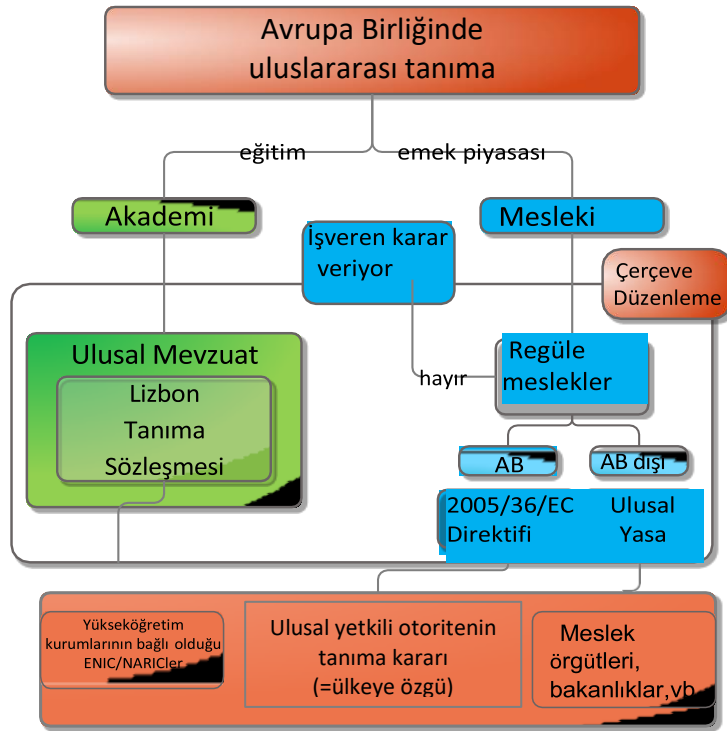 Avrupa Birliğinde
uluslararası tanıma
eğitim
emek piyasası
Akademi
Mesleki
İşveren karar
veriyor
Çerçeve
Düzenleme
Ulusal Mevzuat
Lizbon
Tanıma
Sözleşmesi
hayır
Regüle
meslekler
AB
AB dışı
2005/36/EC
Direktifi
Ulusal
Yasa
Yükseköğretim
kurumlarının bağlı olduğu
ENIC/NARICler
Ulusal yetkili otoritenin
tanıma kararı
(=ülkeye özgü)
Meslek
örgütleri,
bakanlıklar,vb